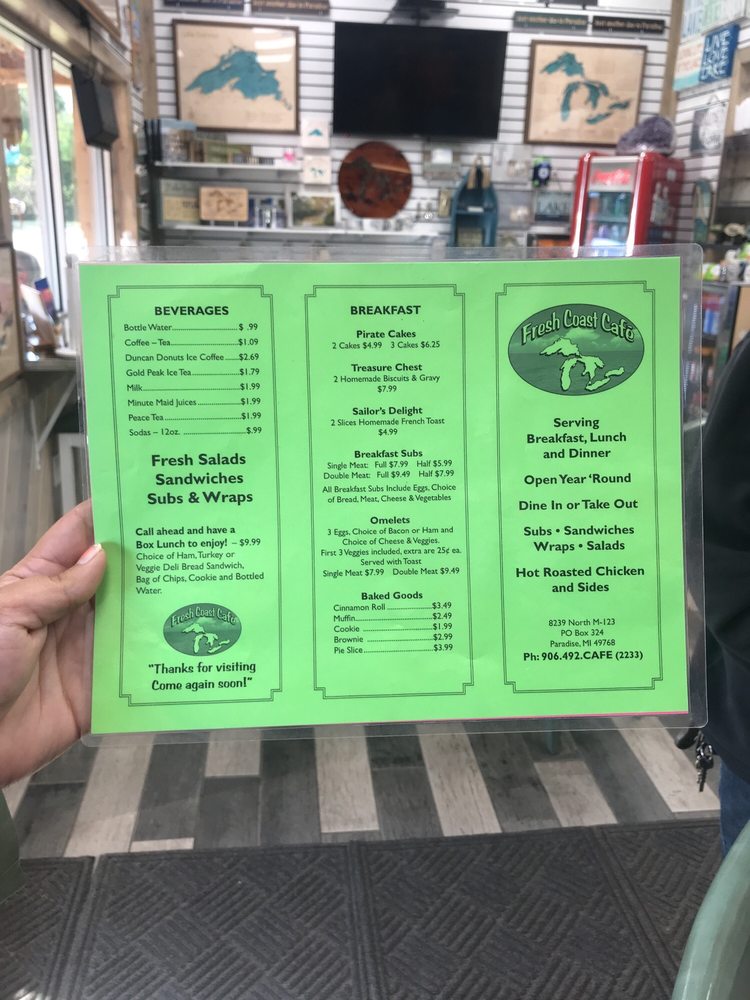 LIVE
LOVE
LAKE
BEVERAGES
Bottle Water..............................$ .99
Coffee – Tea..............................$1.09
Duncan Donuts Ice Coffee......$2.69
Gold Peak Ice Tea....................$1.79
Milk............................................$1.99
Minute Maid Juices..................$1.99
Peace Tea..................................$1.99
Sodas – 12oz. ...........................$.99
Fresh Salads
Sandwiches
Subs & Wraps
Call ahead and have a
Box Lunch to enjoy! – $9.99
Choice of Ham, Turkey or
Veggie Deli Bread Sandwich,
Bag of Chips, Cookie and Bottled
Water.
Fresh Coast Café
"Thanks for visiting
Come again soon!"
BREAKFAST
Pirate Cakes
2 Cakes $4.99 3 Cakes $6.25
Treasure Chest
2 Homemade Biscuits & Gravy
$7.99
Sailor's Delight
2 Slices Homemade French Toast
$4.99
Breakfast Subs
Single Meat: Full $7.99 Half $5.99
Double Meat: Full $9.49 Half $7.99
All Breakfast Subs Include Eggs, Choice
of Bread, Meat, Cheese & Vegetables
Omelets
3 Eggs, Choice of Bacon or Ham and
Choice of Cheese & Veggies.
First 3 Veggies included, extra are 25¢ ea.
Served with Toast
Single Meat $7.99 Double Meat $9.49
Baked Goods
Cinnamon Roll ......................$3.49
Muffin......................................$2.49
Cookie ....................................$1.99
Brownie ..................................$2.99
Pie Slice...................................$3.99
Fresh Coast Café
Serving
Breakfast, Lunch
and Dinner
Open Year 'Round
Dine In or Take Out
Subs • Sandwiches
Wraps • Salads
Hot Roasted Chicken
and Sides
8239 North M-123
PO Box 324
Paradise, MI 49768
Ph: 906.492.CAFE (2233)